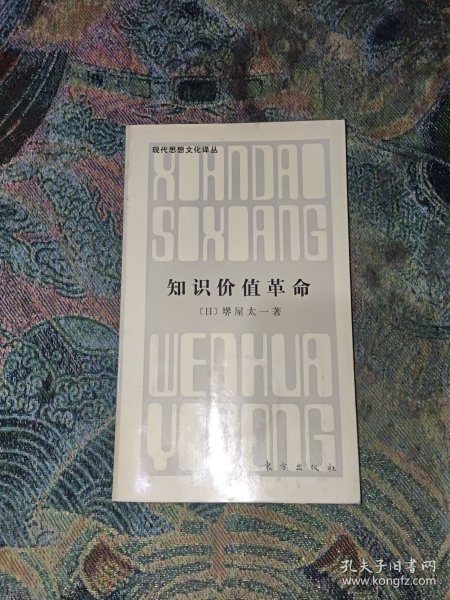 现代思想文化译丛
XIANDAI
SIXIANG
知识价值革命
〔日〕堺屋太一著
WENHUA
YICONG
东方出版社
孔夫子旧书网
www.kongfz.com